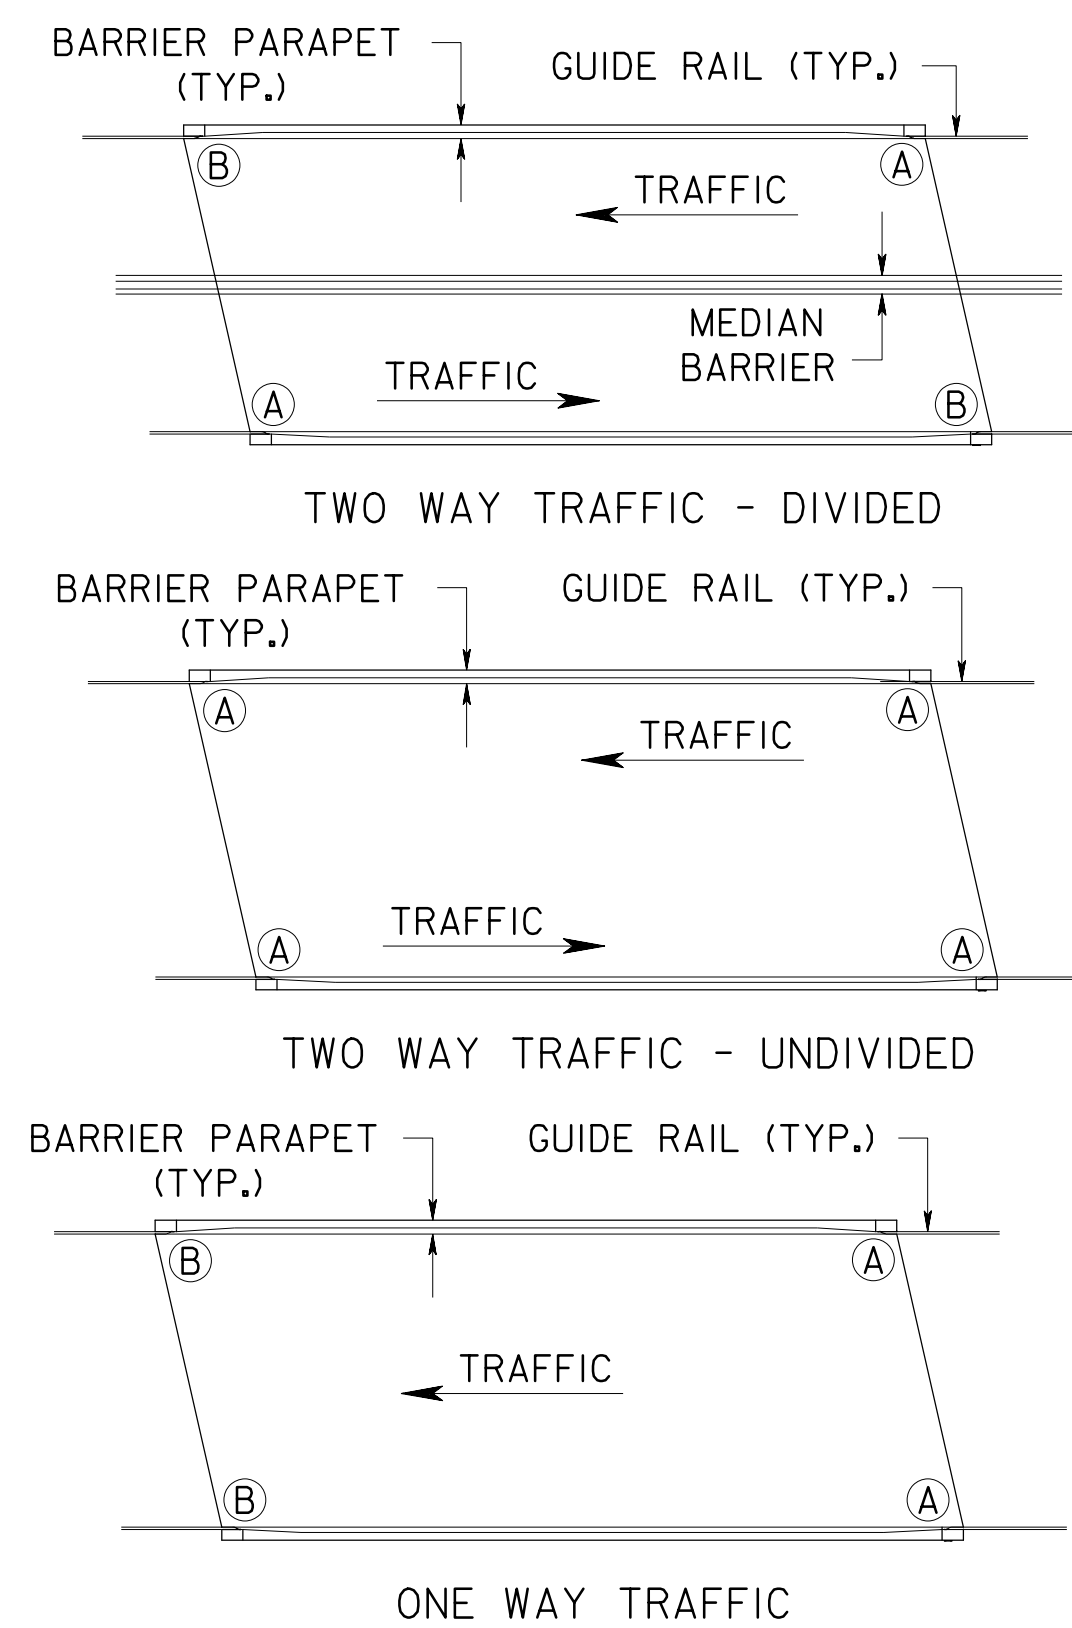 BARRIER PARAPET
(TYP.)
GUIDE RAIL (TYP.)
B
A
TRAFFIC
MEDIAN
BARRIER
TRAFFIC
A
B
TWO WAY TRAFFIC - DIVIDED
BARRIER PARAPET
(TYP.)
GUIDE RAIL (TYP.)
A
A
TRAFFIC
TRAFFIC
A
A
TWO WAY TRAFFIC - UNDIVIDED
BARRIER PARAPET
(TYP.)
GUIDE RAIL (TYP.)
B
A
TRAFFIC
B
A
ONE WAY TRAFFIC